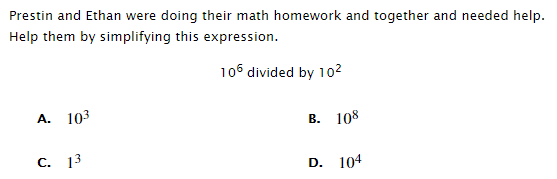 Prestin and Ethan were doing their math homework and together and needed help.
Help them by simplifying this expression.
10⁶ divided by 10²
A. 10³ B. 10⁸
C. 1³ D. 10⁴